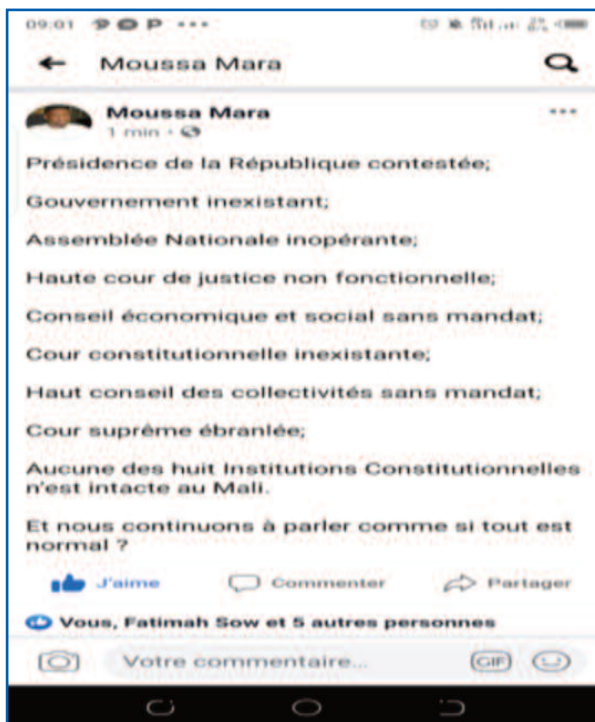 09:01
Moussa Mara
Moussa Mara
1 min
Présidence de la République contestée;
Gouvernement inexistant;
Assemblée Nationale inopérante;
Haute cour de justice non fonctionnelle;
Conseil économique et social sans mandat;
Cour constitutionnelle inexistante;
Haut conseil des collectivités sans mandat;
Cour suprême ébranlée;
Aucune des huit Institutions Constitutionnelles
n'est intacte au Mali.
Et nous continuons à parler comme si tout est
normal ?
J'aime Commenter Partager
Vous, Fatimah Sow et 5 autres personnes
Votre commentaire... GIF